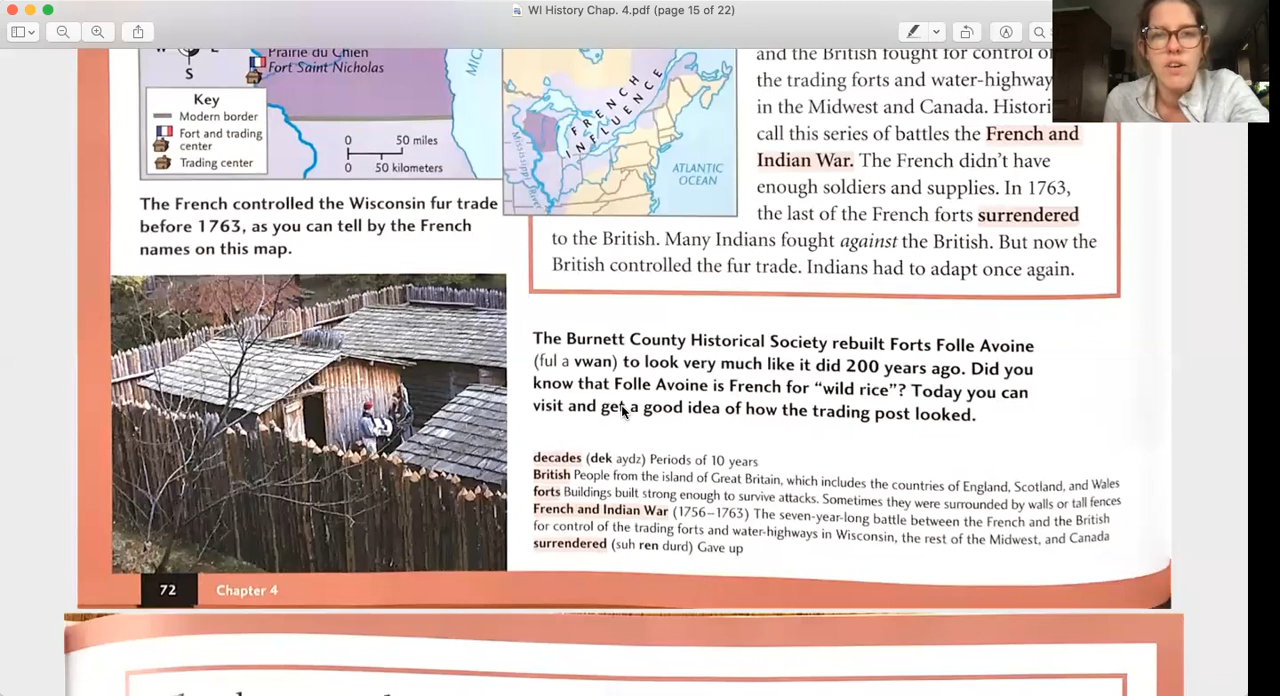 WI History Chap. 4.pdf (page 15 of 22)
S
Prairie du Chien
Fort Saint Nicholas
Key
Modern border
Fort and trading
center
Trading center
0 50 miles
0 50 kilometers
FRENCH
INFLUENCE
Mississippi River
ATLANTIC
OCEAN
The French controlled the Wisconsin fur trade
before 1763, as you can tell by the French
names on this map.
and the British fought for control of
the trading forts and water-highway
in the Midwest and Canada. Histori
call this series of battles the French and
Indian War. The French didn't have
enough soldiers and supplies. In 1763,
the last of the French forts surrendered
to the British. Many Indians fought against the British. But now the
British controlled the fur trade. Indians had to adapt once again.
The Burnett County Historical Society rebuilt Forts Folle Avoine
(ful a vwan) to look very much like it did 200 years ago. Did you
know that Folle Avoine is French for "wild rice"? Today you can
visit and get a good idea of how the trading post looked.
decades (dek aydz) Periods of 10 years
British People from the island of Great Britain, which includes the countries of England, Scotland, and Wales
forts Buildings built strong enough to survive attacks. Sometimes they were surrounded by walls or tall fences
French and Indian War (1756–1763) The seven-year-long battle between the French and the British
for control of the trading forts and water-highways in Wisconsin, the rest of the Midwest, and Canada
surrendered (suh ren durd) Gave up
72 Chapter 4